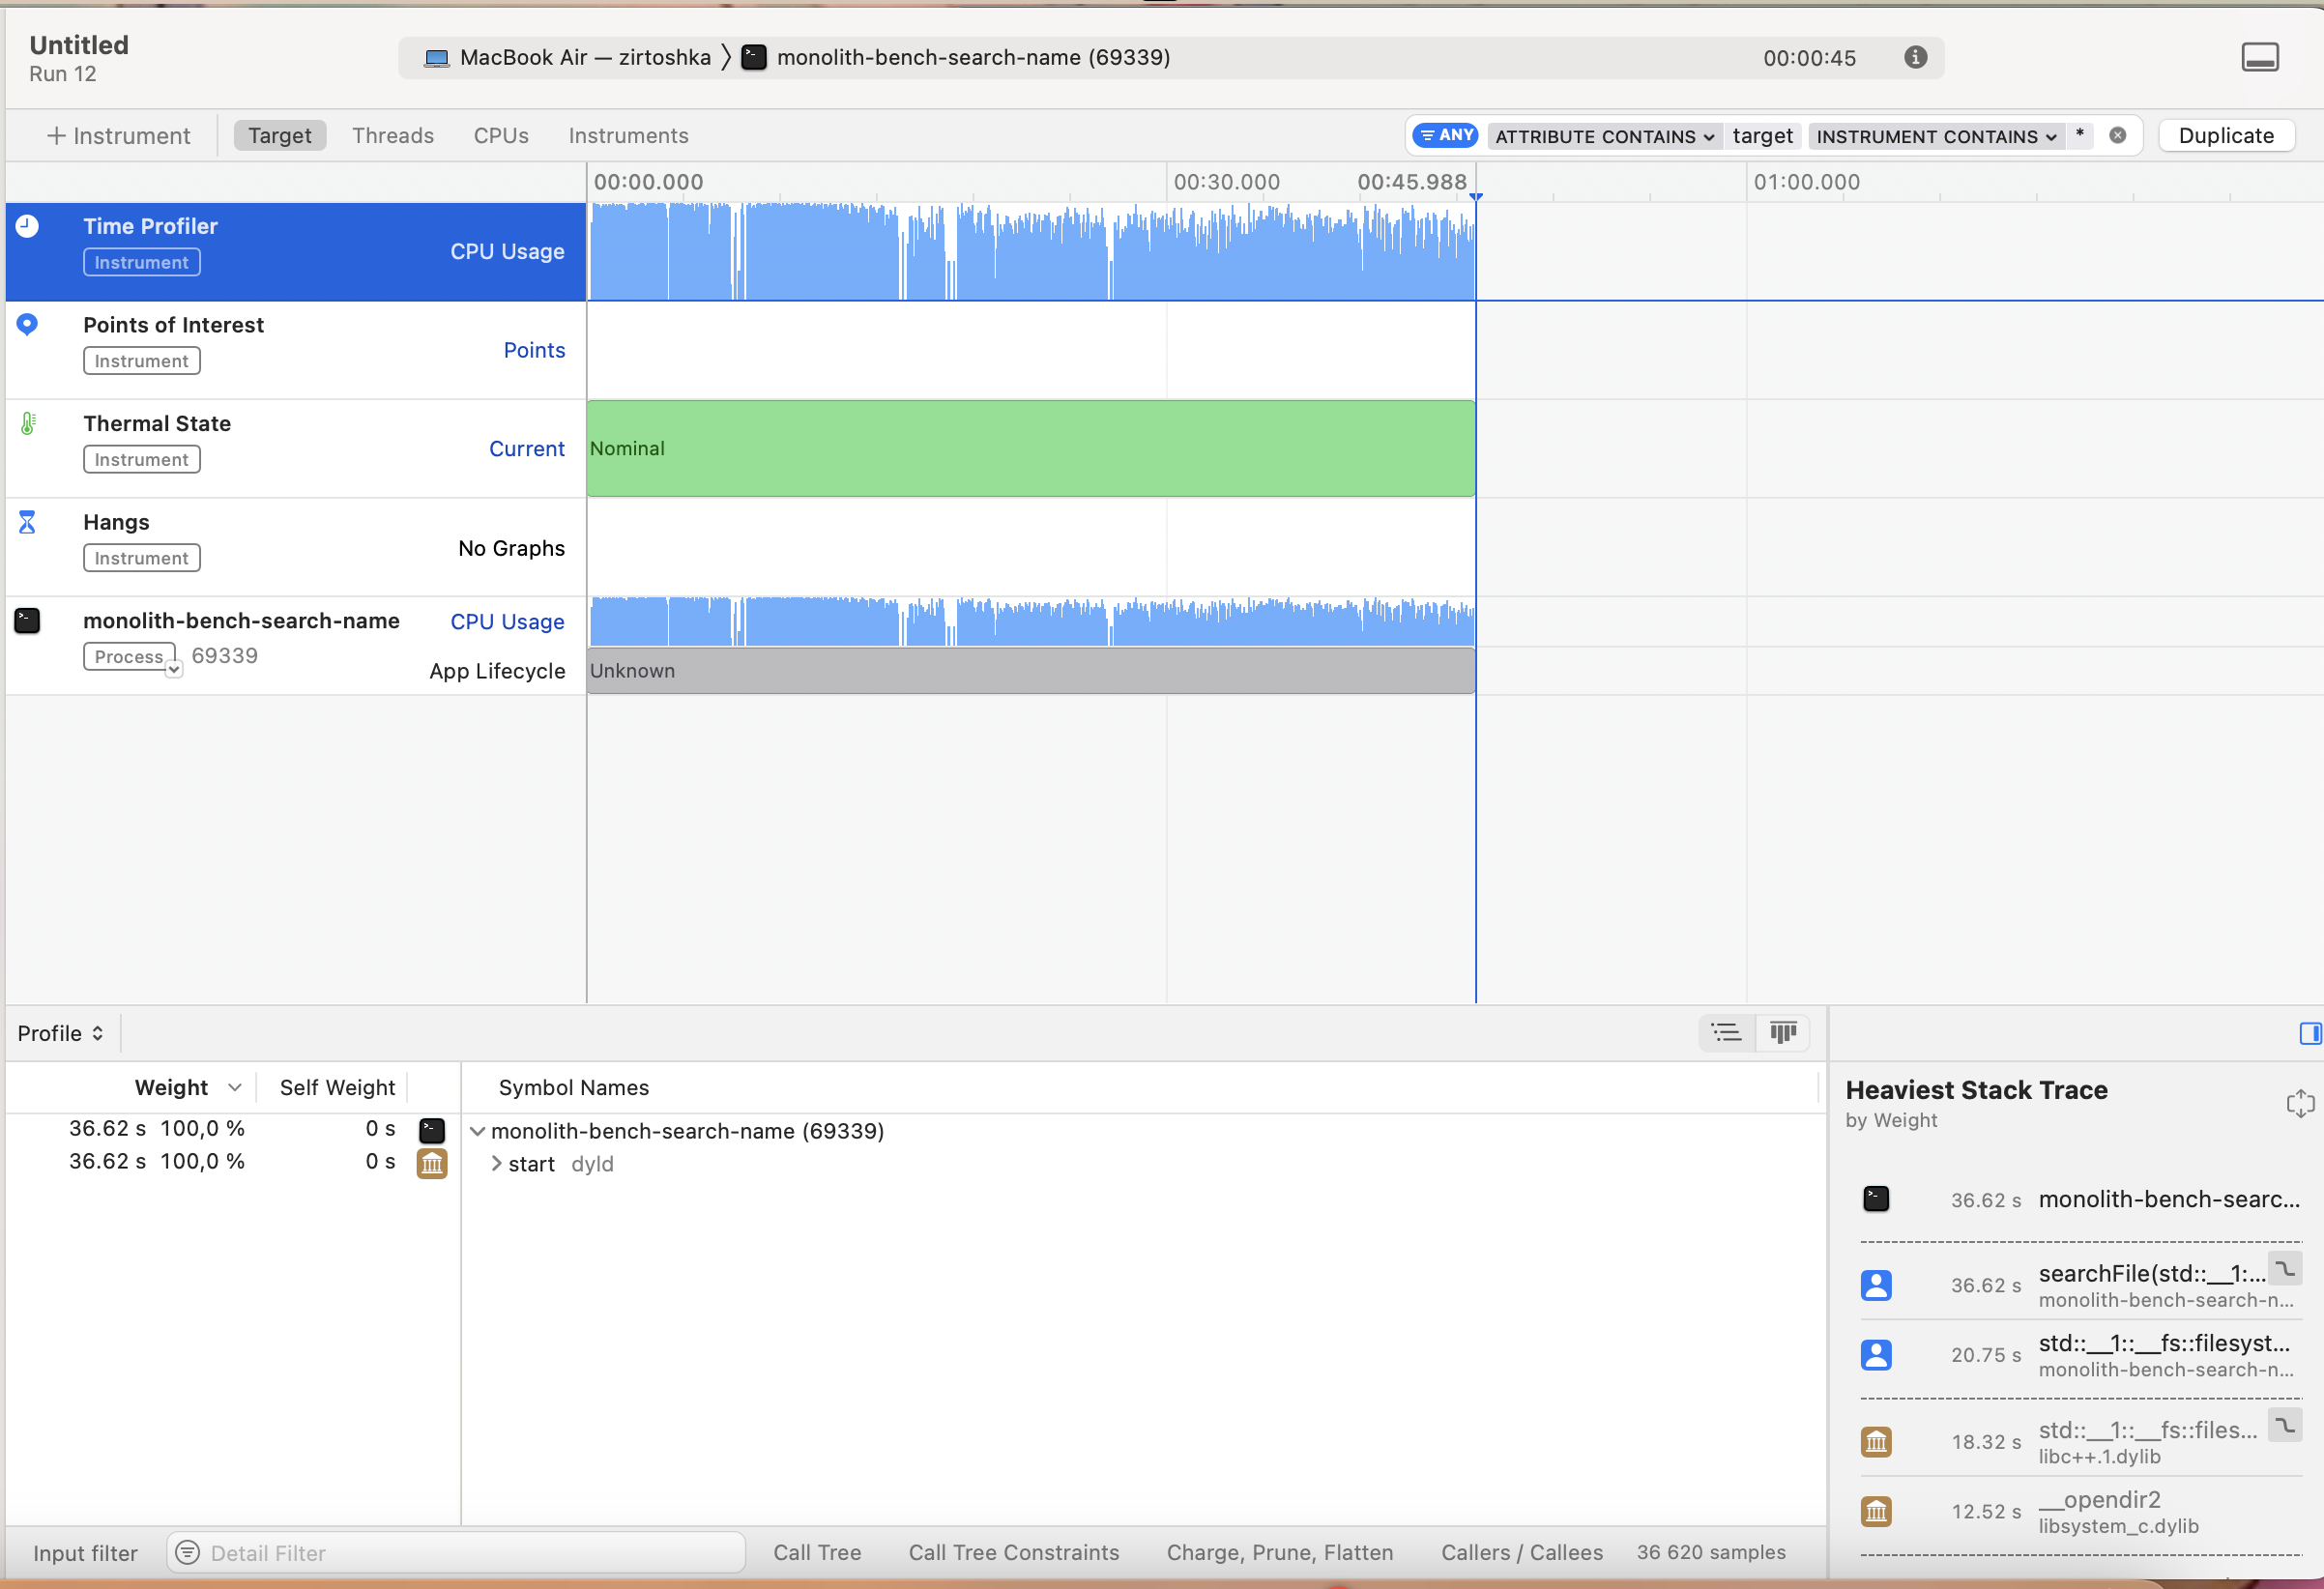 Untitled
Run 12
MacBook Air — zirtoshka 〉 monolith-bench-search-name (69339)
00:00:45
+ Instrument
Target
Threads
CPUs
Instruments
ANY
ATTRIBUTE CONTAINS
target
INSTRUMENT CONTAINS
*
Duplicate
00:00.000
00:30.000
00:45.988
01:00.000
Time Profiler
Instrument
CPU Usage
Points of Interest
Instrument
Points
Thermal State
Instrument
Current
Nominal
Hangs
Instrument
No Graphs
monolith-bench-search-name
Process
69339
CPU Usage
App Lifecycle
Unknown
Profile
Weight
Self Weight
Symbol Names
36.62 s 100,0 % 0 s monolith-bench-search-name (69339)
36.62 s 100,0 % 0 s start dyld
Heaviest Stack Trace
by Weight
36.62 s monolith-bench-searc...
36.62 s searchFile(std::__1:...
monolith-bench-search-n...
20.75 s std::__1::__fs::filesyst...
monolith-bench-search-n...
18.32 s std::__1::__fs::files...
libc++.1.dylib
12.52 s __opendir2
libsystem_c.dylib
Input filter
Detail Filter
Call Tree
Call Tree Constraints
Charge, Prune, Flatten
Callers / Callees
36 620 samples